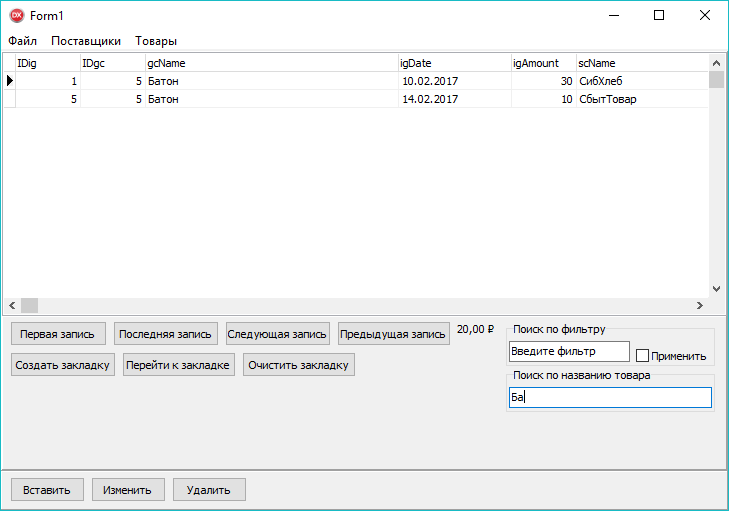 DX Form1
Файл Поставщики Товары
IDig IDgc gcName igDate igAmount scName
1 5 Батон 10.02.2017 30 СибХлеб
5 5 Батон 14.02.2017 10 СбытТовар
Первая запись Последняя запись Следующая запись Предыдущая запись 20,00 ₽
Поиск по фильтру
Введите фильтр Применить
Создать закладку Перейти к закладке Очистить закладку
Поиск по названию товара
Ба
Вставить Изменить Удалить